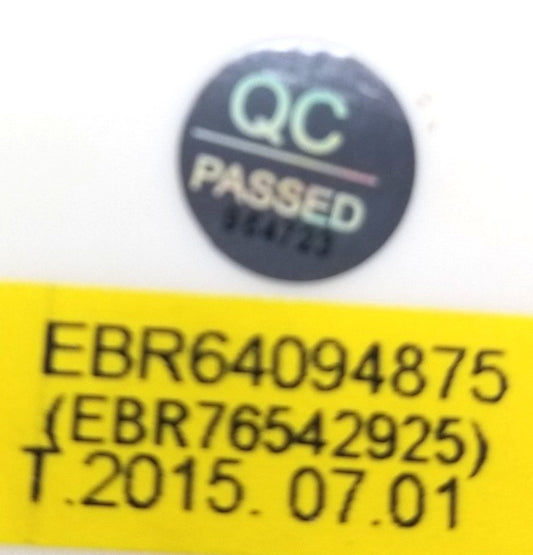 QC
PASSED
EBR64094875
(EBR76542925)
T.2015. 07.01